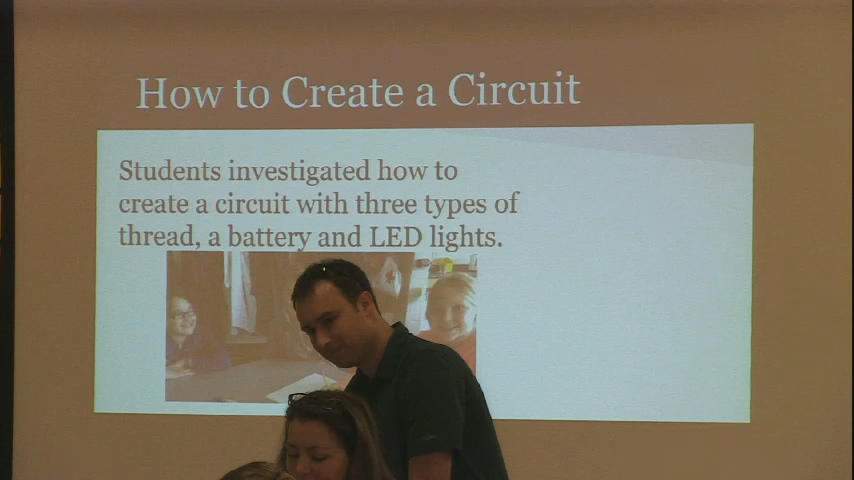 How to Create a Circuit
Students investigated how to
create a circuit with three types of
thread, a battery and LED lights.